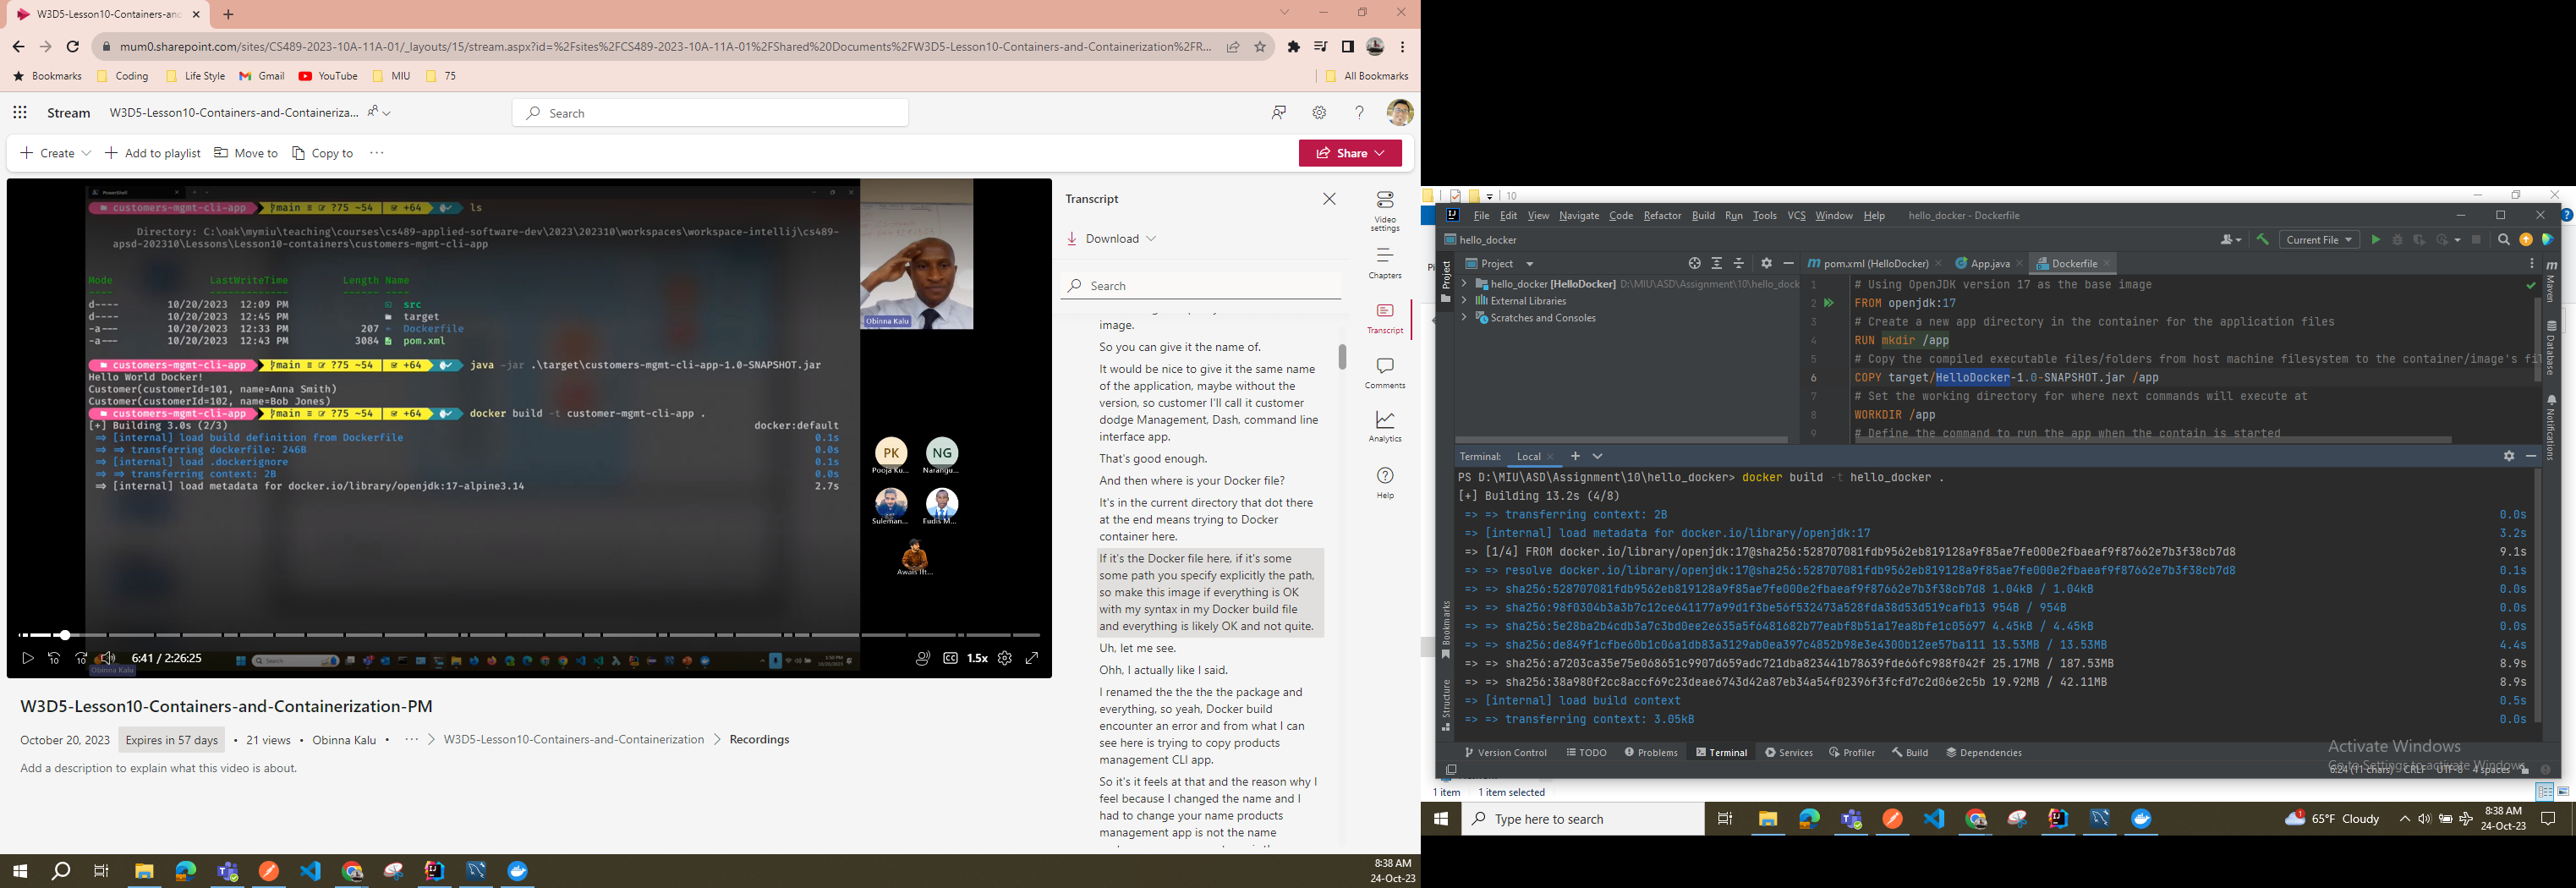 W3D5-Lesson10-Containers-and
mum0.sharepoint.com/sites/CS489-2023-10A-11A-01/_layouts/15/stream.aspx?id=%2Fsites%2FCS489-2023-10A-11A-01%2FShared%20Documents%2FW3D5-Lesson10-Containers-and-Containerization%2FR...
Bookmarks Coding Life Style Gmail YouTube MIU 75 All Bookmarks
Stream W3D5-Lesson10-Containers-and-Containeriza... Search
Create Add to playlist Move to Copy to ... Share
PowerShell
customers-mgmt-cli-app main ≡ ?75 ~54 | +64 ls
Directory: C:\oak\mymiu\teaching\courses\cs489-applied-software-dev\2023\202310\workspaces\workspace-intellij\cs489-
apsd-202310\Lessons\Lesson10-containers\customers-mgmt-cli-app
Mode LastWriteTime Length Name
---- ------------- ------ ----
d---- 10/20/2023 12:09 PM src
d---- 10/20/2023 12:45 PM target
-a--- 10/20/2023 12:33 PM 207 Dockerfile
-a--- 10/20/2023 12:43 PM 3084 pom.xml
customers-mgmt-cli-app main ≡ ?75 ~54 | +64 java -jar .\target\customers-mgmt-cli-app-1.0-SNAPSHOT.jar
Hello World Docker!
Customer(customerId=101, name=Anna Smith)
Customer(customerId=102, name=Bob Jones)
customers-mgmt-cli-app main ≡ ?75 ~54 | +64 docker build -t customer-mgmt-cli-app .
[+] Building 3.0s (2/3) docker:default
=> [internal] load build definition from Dockerfile 0.1s
=> => transferring dockerfile: 246B 0.0s
=> [internal] load .dockerignore 0.1s
=> => transferring context: 2B 0.0s
=> [internal] load metadata for docker.io/library/openjdk:17-alpine3.14 2.7s
Obinna Kalu
PK NG
Pooja Ku... Narangu...
Suleman... Eudis M...
Awais Ift...
6:41 / 2:26:25 1.5x
Obinna Kalu
Transcript
Download
Search
image.
So you can give it the name of.
It would be nice to give it the same name
of the application, maybe without the
version, so customer I'll call it customer
dodge Management, Dash, command line
interface app.
That's good enough.
And then where is your Docker file?
It's in the current directory that dot there
at the end means trying to Docker
container here.
If it's the Docker file here, if it's some
some path you specify explicitly the path,
so make this image if everything is OK
with my syntax in my Docker build file
and everything is likely OK and not quite.
Uh, let me see.
Ohh, I actually like I said.
I renamed the the the the package and
everything, so yeah, Docker build
encounter an error and from what I can
see here is trying to copy products
management CLI app.
So it's it feels at that and the reason why I
feel because I changed the name and I
had to change your name products
management app is not the name
Video
settings
Chapters
Transcript
Comments
Analytics
Help
W3D5-Lesson10-Containers-and-Containerization-PM
October 20, 2023 Expires in 57 days • 21 views • Obinna Kalu • ... > W3D5-Lesson10-Containers-and-Containerization > Recordings
Add a description to explain what this video is about.
8:38 AM
24-Oct-23
10
File Edit View Navigate Code Refactor Build Run Tools VCS Window Help hello_docker - Dockerfile
hello_docker Current File
Project pom.xml (HelloDocker) App.java Dockerfile
hello_docker [HelloDocker] D:\MIU\ASD\Assignment\10\hello_dock
External Libraries
Scratches and Consoles
1 # Using OpenJDK version 17 as the base image
2 FROM openjdk:17
3 # Create a new app directory in the container for the application files
4 RUN mkdir /app
5 # Copy the compiled executable files/folders from host machine filesystem to the container/image's fil
6 COPY target/HelloDocker-1.0-SNAPSHOT.jar /app
7 # Set the working directory for where next commands will execute at
8 WORKDIR /app
9 # Define the command to run the app when the contain is started
Project
Bookmarks
Structure
Maven
Database
Notifications
Terminal: Local
PS D:\MIU\ASD\Assignment\10\hello_docker> docker build -t hello_docker .
[+] Building 13.2s (4/8)
=> => transferring context: 2B 0.0s
=> [internal] load metadata for docker.io/library/openjdk:17 3.2s
=> [1/4] FROM docker.io/library/openjdk:17@sha256:528707081fdb9562eb819128a9f85ae7fe000e2fbaeaf9f87662e7b3f38cb7d8 9.1s
=> => resolve docker.io/library/openjdk:17@sha256:528707081fdb9562eb819128a9f85ae7fe000e2fbaeaf9f87662e7b3f38cb7d8 0.1s
=> => sha256:528707081fdb9562eb819128a9f85ae7fe000e2fbaeaf9f87662e7b3f38cb7d8 1.04kB / 1.04kB 0.0s
=> => sha256:98f0304b3a3b7c12ce641177a99d1f3be56f532473a528fda38d53d519cafb13 954B / 954B 0.0s
=> => sha256:5e28ba2b4cdb3a7c3bd0ee2e635a5f6481682b77eabf8b51a17ea8bfe1c05697 4.45kB / 4.45kB 0.0s
=> => sha256:de849f1cfbe60b1c06a1db83a3129ab0ea397c4852b98e3e4300b12ee57ba111 13.53MB / 13.53MB 4.4s
=> => sha256:a7203ca35e75e068651c9907d659adc721dba823441b78639fde66fc988f042f 25.17MB / 187.53MB 8.9s
=> => sha256:38a980f2cc8accf69c23deae6743d42a87eb34a54f02396f3fcfd7c2d06e2c5b 19.92MB / 42.11MB 8.9s
=> [internal] load build context 0.5s
=> => transferring context: 3.05kB 0.0s
Version Control TODO Problems Terminal Services Profiler Build Dependencies
Activate Windows
Go to Settings to activate Windows.
6:24 (11 chars) CRLF UTF-8 4 spaces
1 item 1 item selected
Type here to search 65°F Cloudy 8:38 AM
24-Oct-23